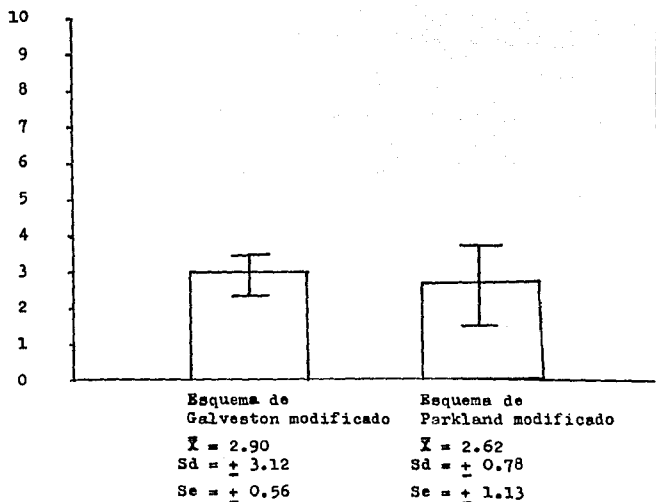 10
9
8
7
6
5
4
3
2
1
0
Esquema de
Galveston modificado
X̄ = 2.90
Sd = ± 3.12
Se = ± 0.56
Esquema de
Parkland modificado
X̄ = 2.62
Sd = ± 0.78
Se = ± 1.13